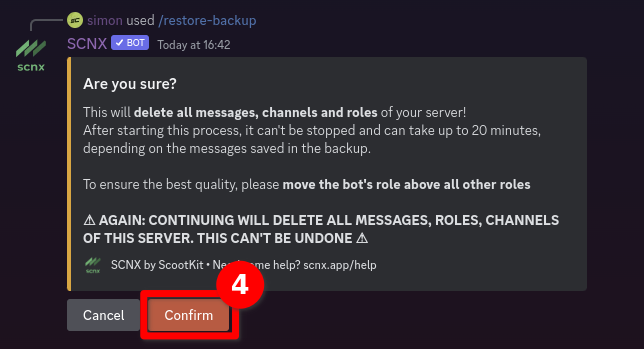 simon used /restore-backup
SCNX ✔ BOT Today at 16:42
scnx
Are you sure?
This will delete all messages, channels and roles of your server!
After starting this process, it can't be stopped and can take up to 20 minutes,
depending on the messages saved in the backup.
To ensure the best quality, please move the bot's role above all other roles
⚠ AGAIN: CONTINUING WILL DELETE ALL MESSAGES, ROLES, CHANNELS
OF THIS SERVER. THIS CAN'T BE UNDONE ⚠
scnx SCNX by ScootKit • help? scnx.app/help
4
Cancel Confirm